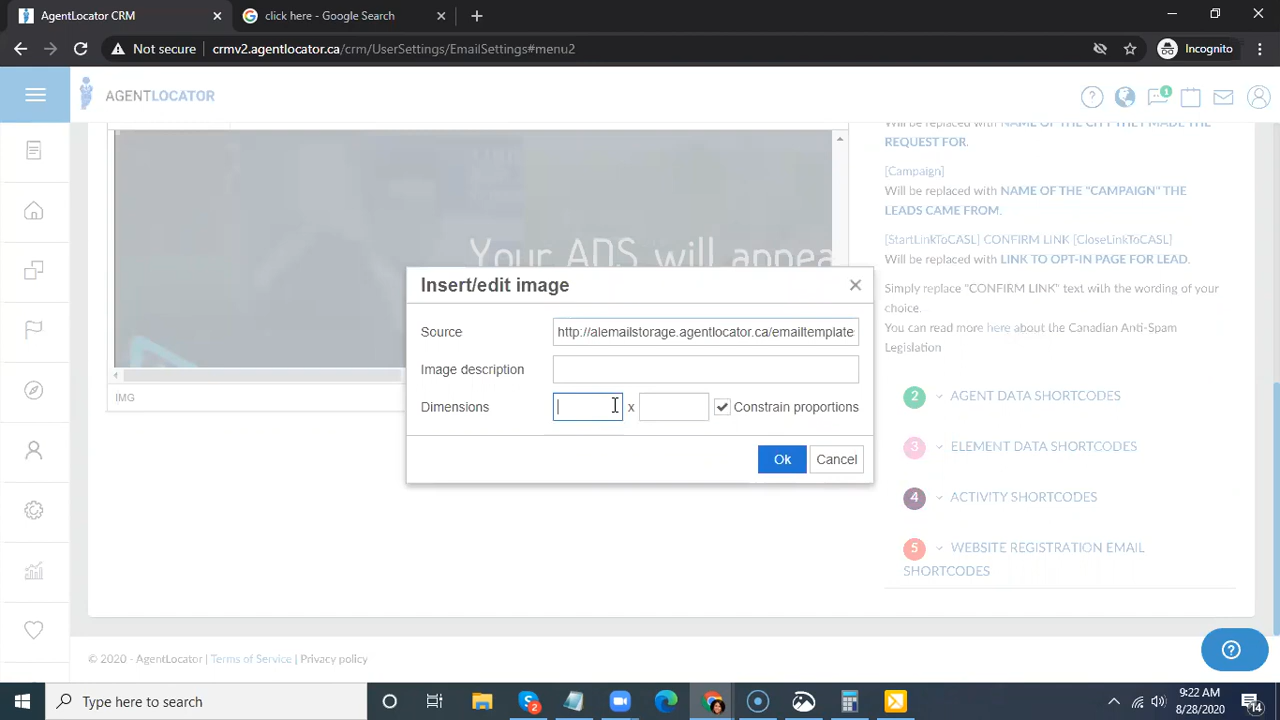 AgentLocator CRM
click here - Google Search
Not secure
crmv2.agentlocator.ca/crm/UserSettings/EmailSettings#menu2
Incognito
AGENTLOCATOR
1
Will be replaced with NAME OF THE CITY THEY MADE THE
REQUEST FOR.
[Campaign]
Will be replaced with NAME OF THE "CAMPAIGN" THE
LEADS CAME FROM.
[StartLinkToCASL] CONFIRM LINK [CloseLinkToCASL]
Will be replaced with LINK TO OPT-IN PAGE FOR LEAD.
Simply replace "CONFIRM LINK" text with the wording of your
choice.
You can read more here about the Canadian Anti-Spam
Legislation
2 AGENT DATA SHORTCODES
3 ELEMENT DATA SHORTCODES
4 ACTIVITY SHORTCODES
5 WEBSITE REGISTRATION EMAIL
SHORTCODES
Your ADS will appea
IMG
Insert/edit image
Source http://alemailstorage.agentlocator.ca/emailtemplate
Image description
Dimensions x Constrain proportions
Ok Cancel
© 2020 - AgentLocator | Terms of Service | Privacy policy
Type here to search
2
9:22 AM
8/28/2020
14